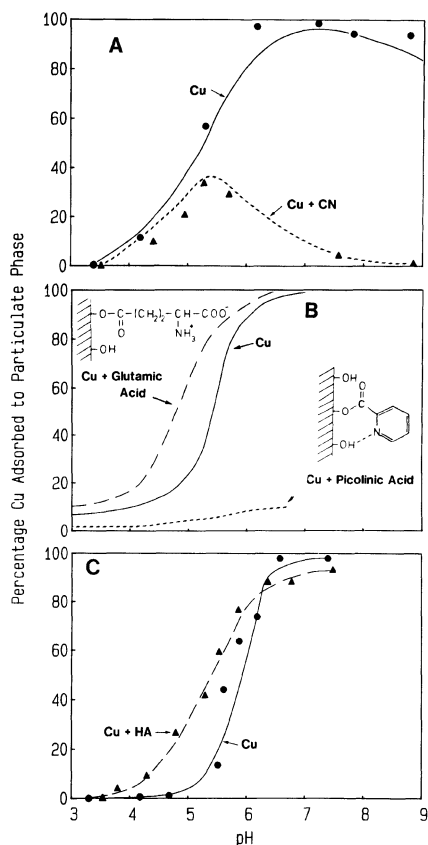 Percentage Cu Adsorbed to Particulate Phase
A
100
80
60
40
20
0
Cu
Cu + CN
B
100
80
60
40
20
0
O-C-(CH₂)₂-CH-COO⁻
O
NH₃⁺
OH
Cu + Glutamic
Acid
Cu
OH
O
O-C
OH
N
Cu + Picolinic Acid
C
100
80
60
40
20
0
Cu + HA
Cu
3 4 5 6 7 8 9
pH